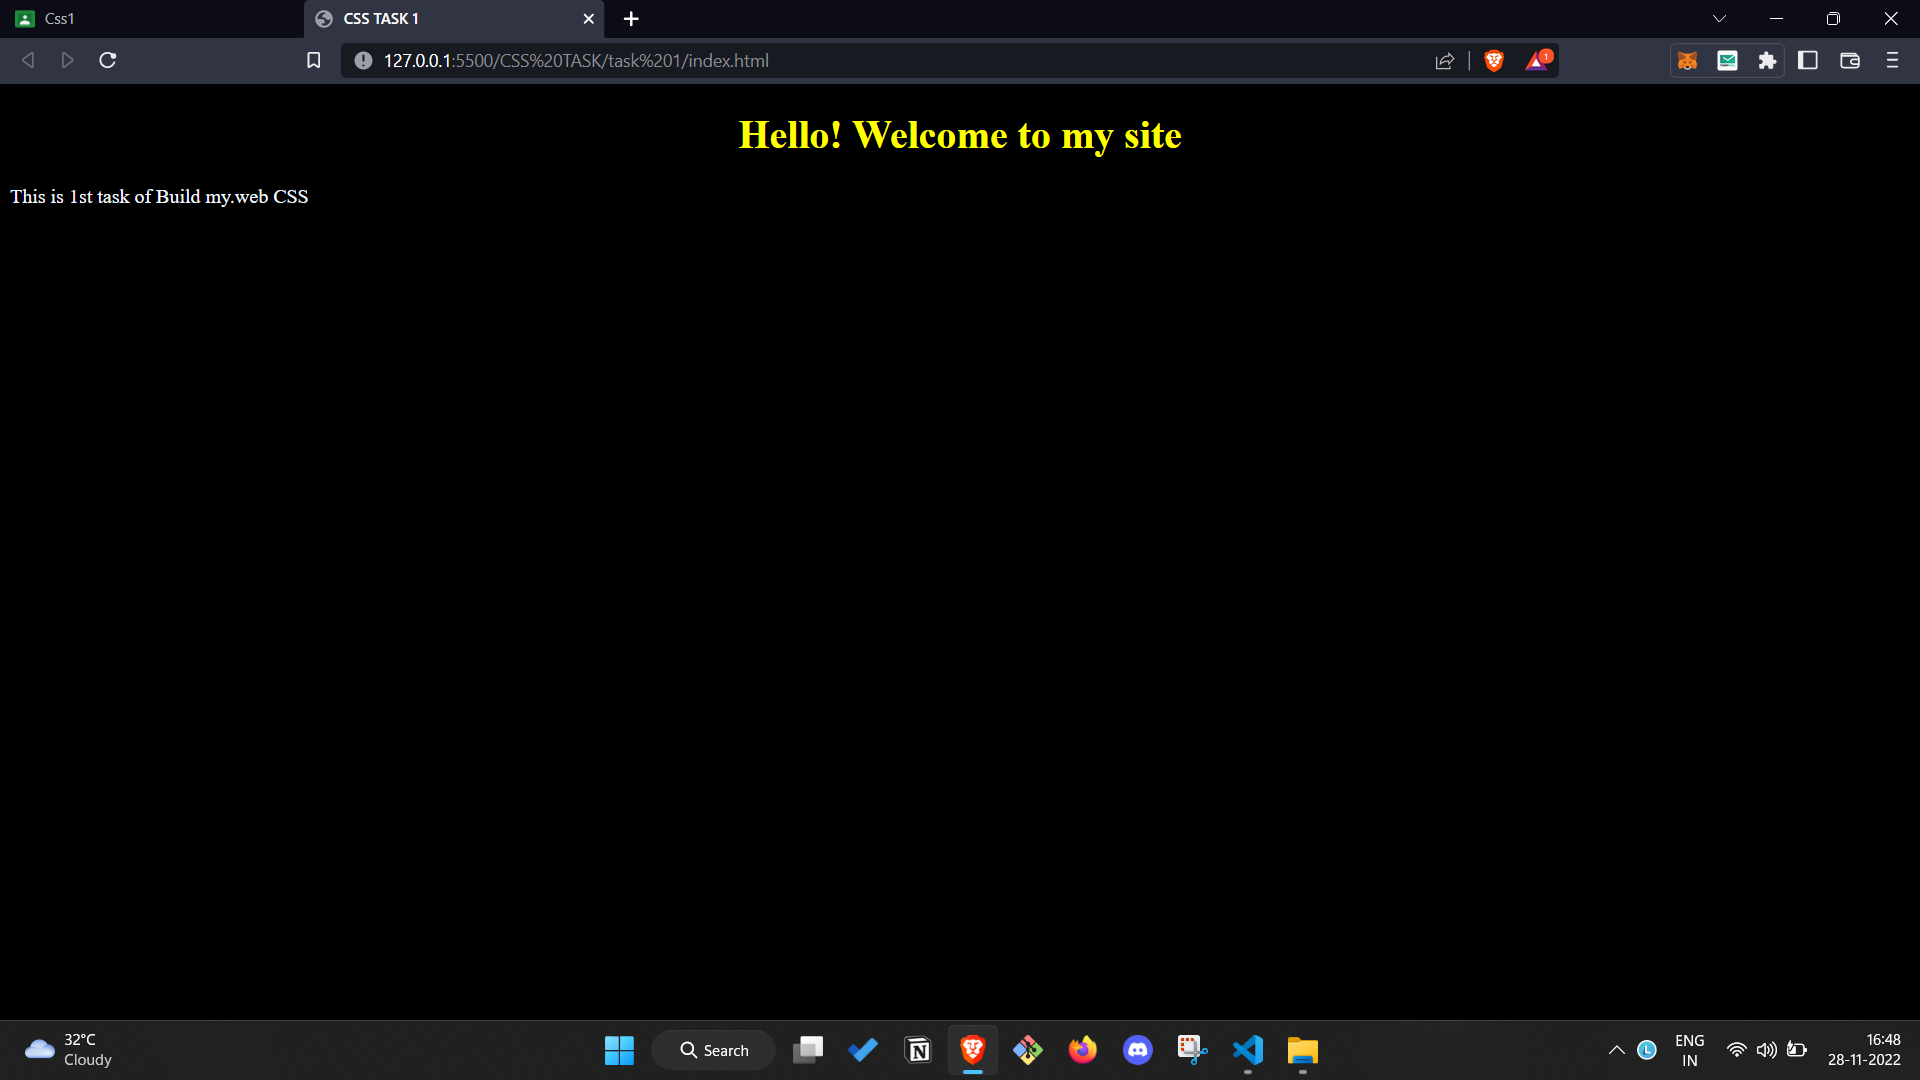 Css1
CSS TASK 1
127.0.0.1:5500/CSS%20TASK/task%201/index.html
1
Hello! Welcome to my site
This is 1st task of Build my.web CSS
32°C
Cloudy
Search
N
L
ENG
IN
16:48
28-11-2022